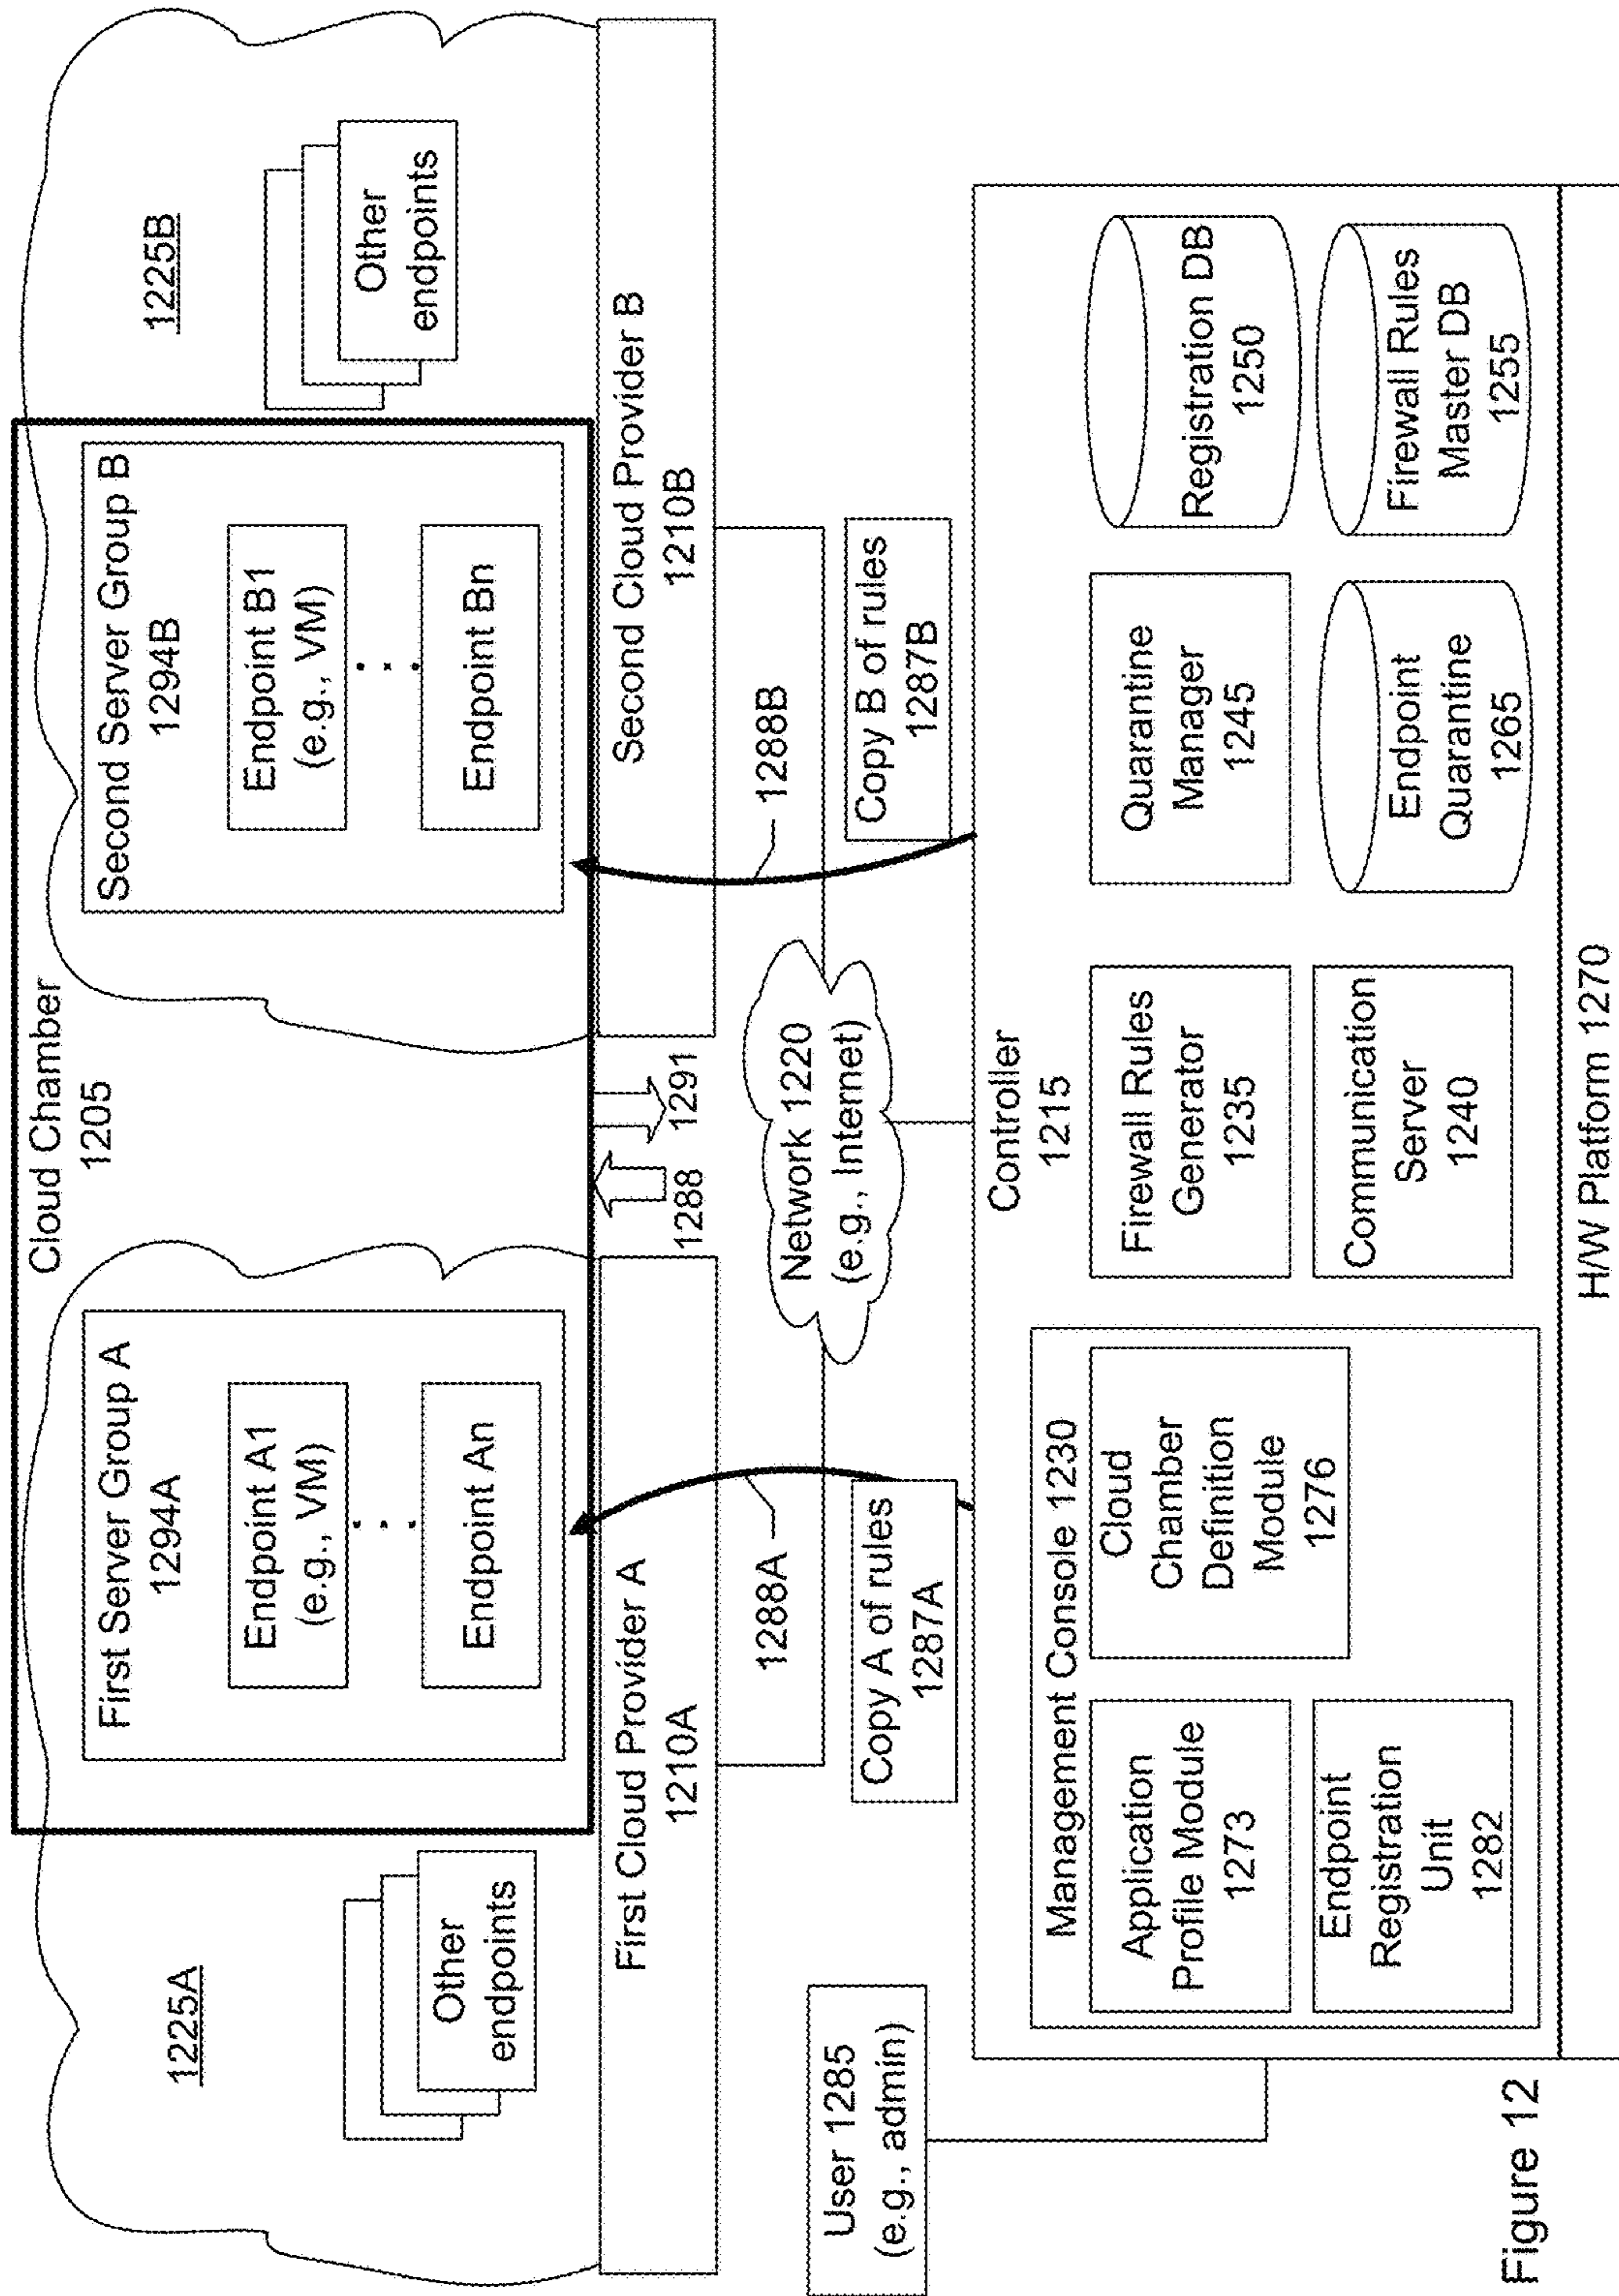 Cloud Chamber
1205
1225A
First Server Group A
1294A
Endpoint A1
(e.g., VM)
Endpoint An
Other
endpoints
Second Server Group B
1294B
Endpoint B1
(e.g., VM)
Endpoint Bn
1225B
Other
endpoints
First Cloud Provider A
1210A
1288
1291
Second Cloud Provider B
1210B
1288A
Network 1220
(e.g., Internet)
1288B
User 1285
(e.g., admin)
Copy A of rules
1287A
Copy B of rules
1287B
Controller
1215
Management Console 1230
Application
Profile Module
1273
Cloud
Chamber
Definition
Module
1276
Endpoint
Registration
Unit
1282
Firewall Rules
Generator
1235
Communication
Server
1240
Quarantine
Manager
1245
Endpoint
Quarantine
1265
Registration DB
1250
Firewall Rules
Master DB
1255
H/W Platform 1270
Figure 12